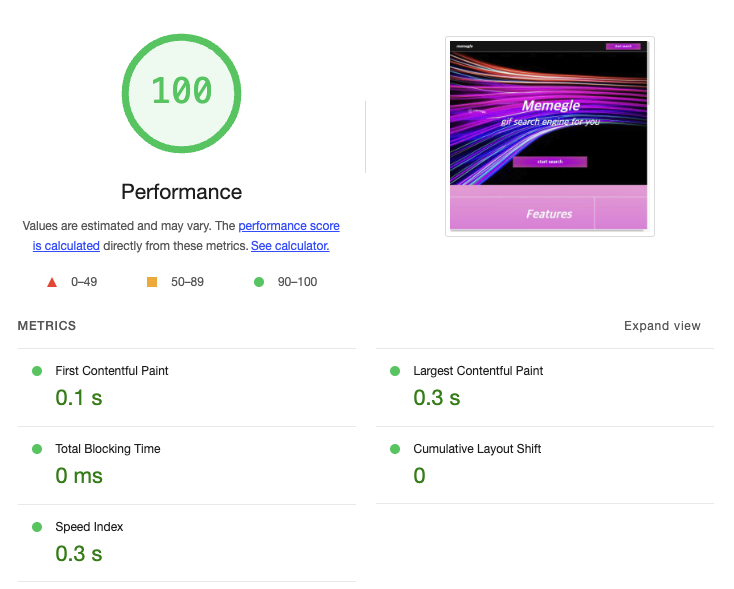 100
Performance
Values are estimated and may vary. The performance score
is calculated directly from these metrics. See calculator.
0–49
50–89
90–100
memegle
start search
Memegle
gif search engine for you
start search
Features
METRICS
Expand view
First Contentful Paint
0.1 s
Largest Contentful Paint
0.3 s
Total Blocking Time
0 ms
Cumulative Layout Shift
0
Speed Index
0.3 s